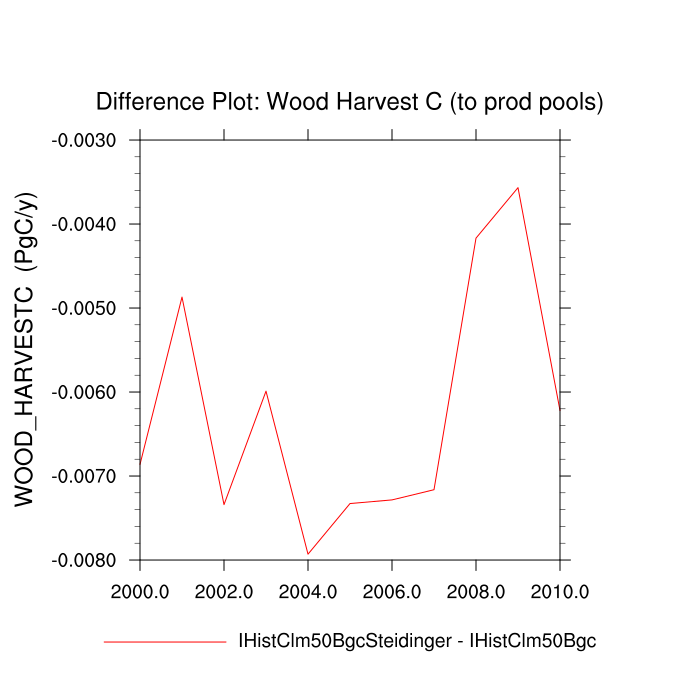 Difference Plot: Wood Harvest C (to prod pools)
-0.0030
-0.0040
-0.0050
-0.0060
-0.0070
-0.0080
WOOD_HARVESTC (PgC/y)
2000.0 2002.0 2004.0 2006.0 2008.0 2010.0
IHistClm50BgcSteidinger - IHistClm50Bgc